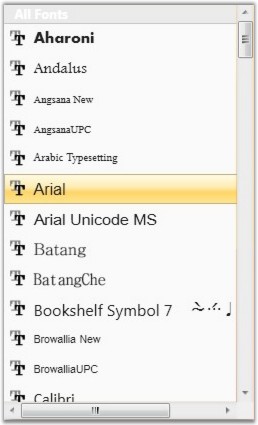 All Fonts
Aharoni
Andalus
Angsana New
AngsanaUPC
Arabic Typesetting
Arial
Arial Unicode MS
Batang
BatangChe
Bookshelf Symbol 7
Browallia New
BrowalliaUPC
Calibri